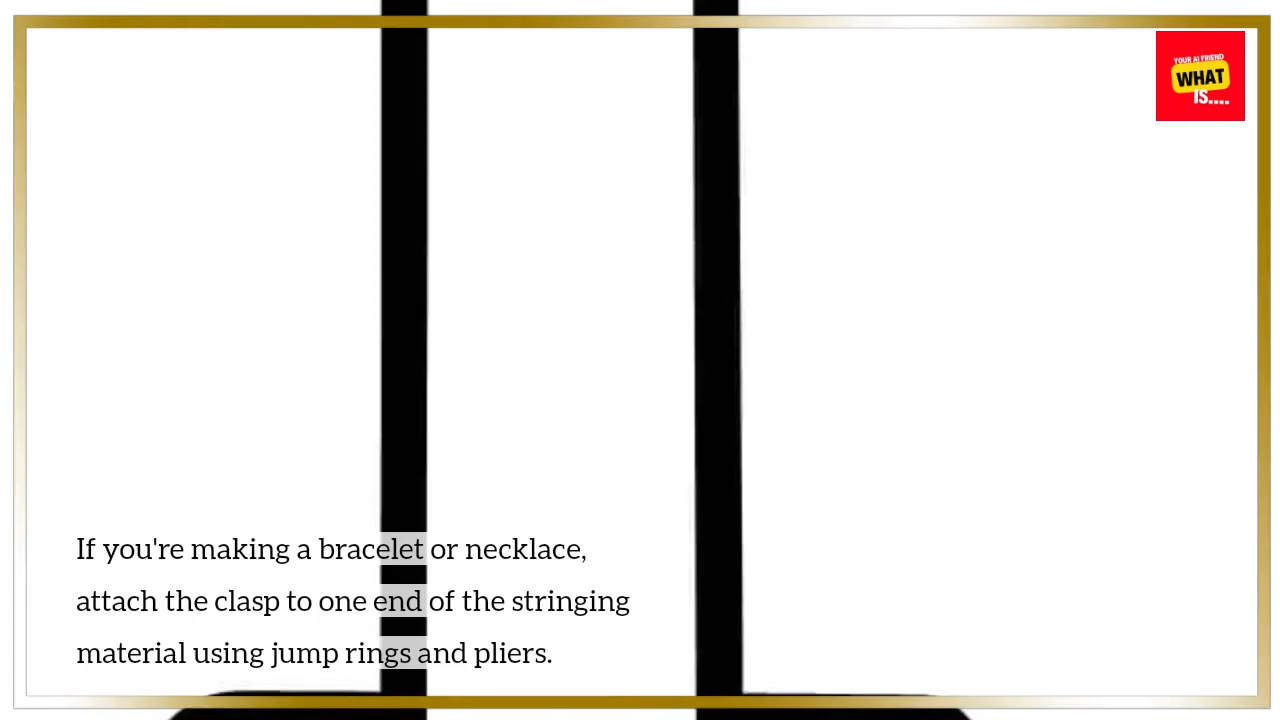 YOUR AI FRIEND
WHAT
IS....
If you're making a bracelet or necklace,
attach the clasp to one end of the stringing
material using jump rings and pliers.